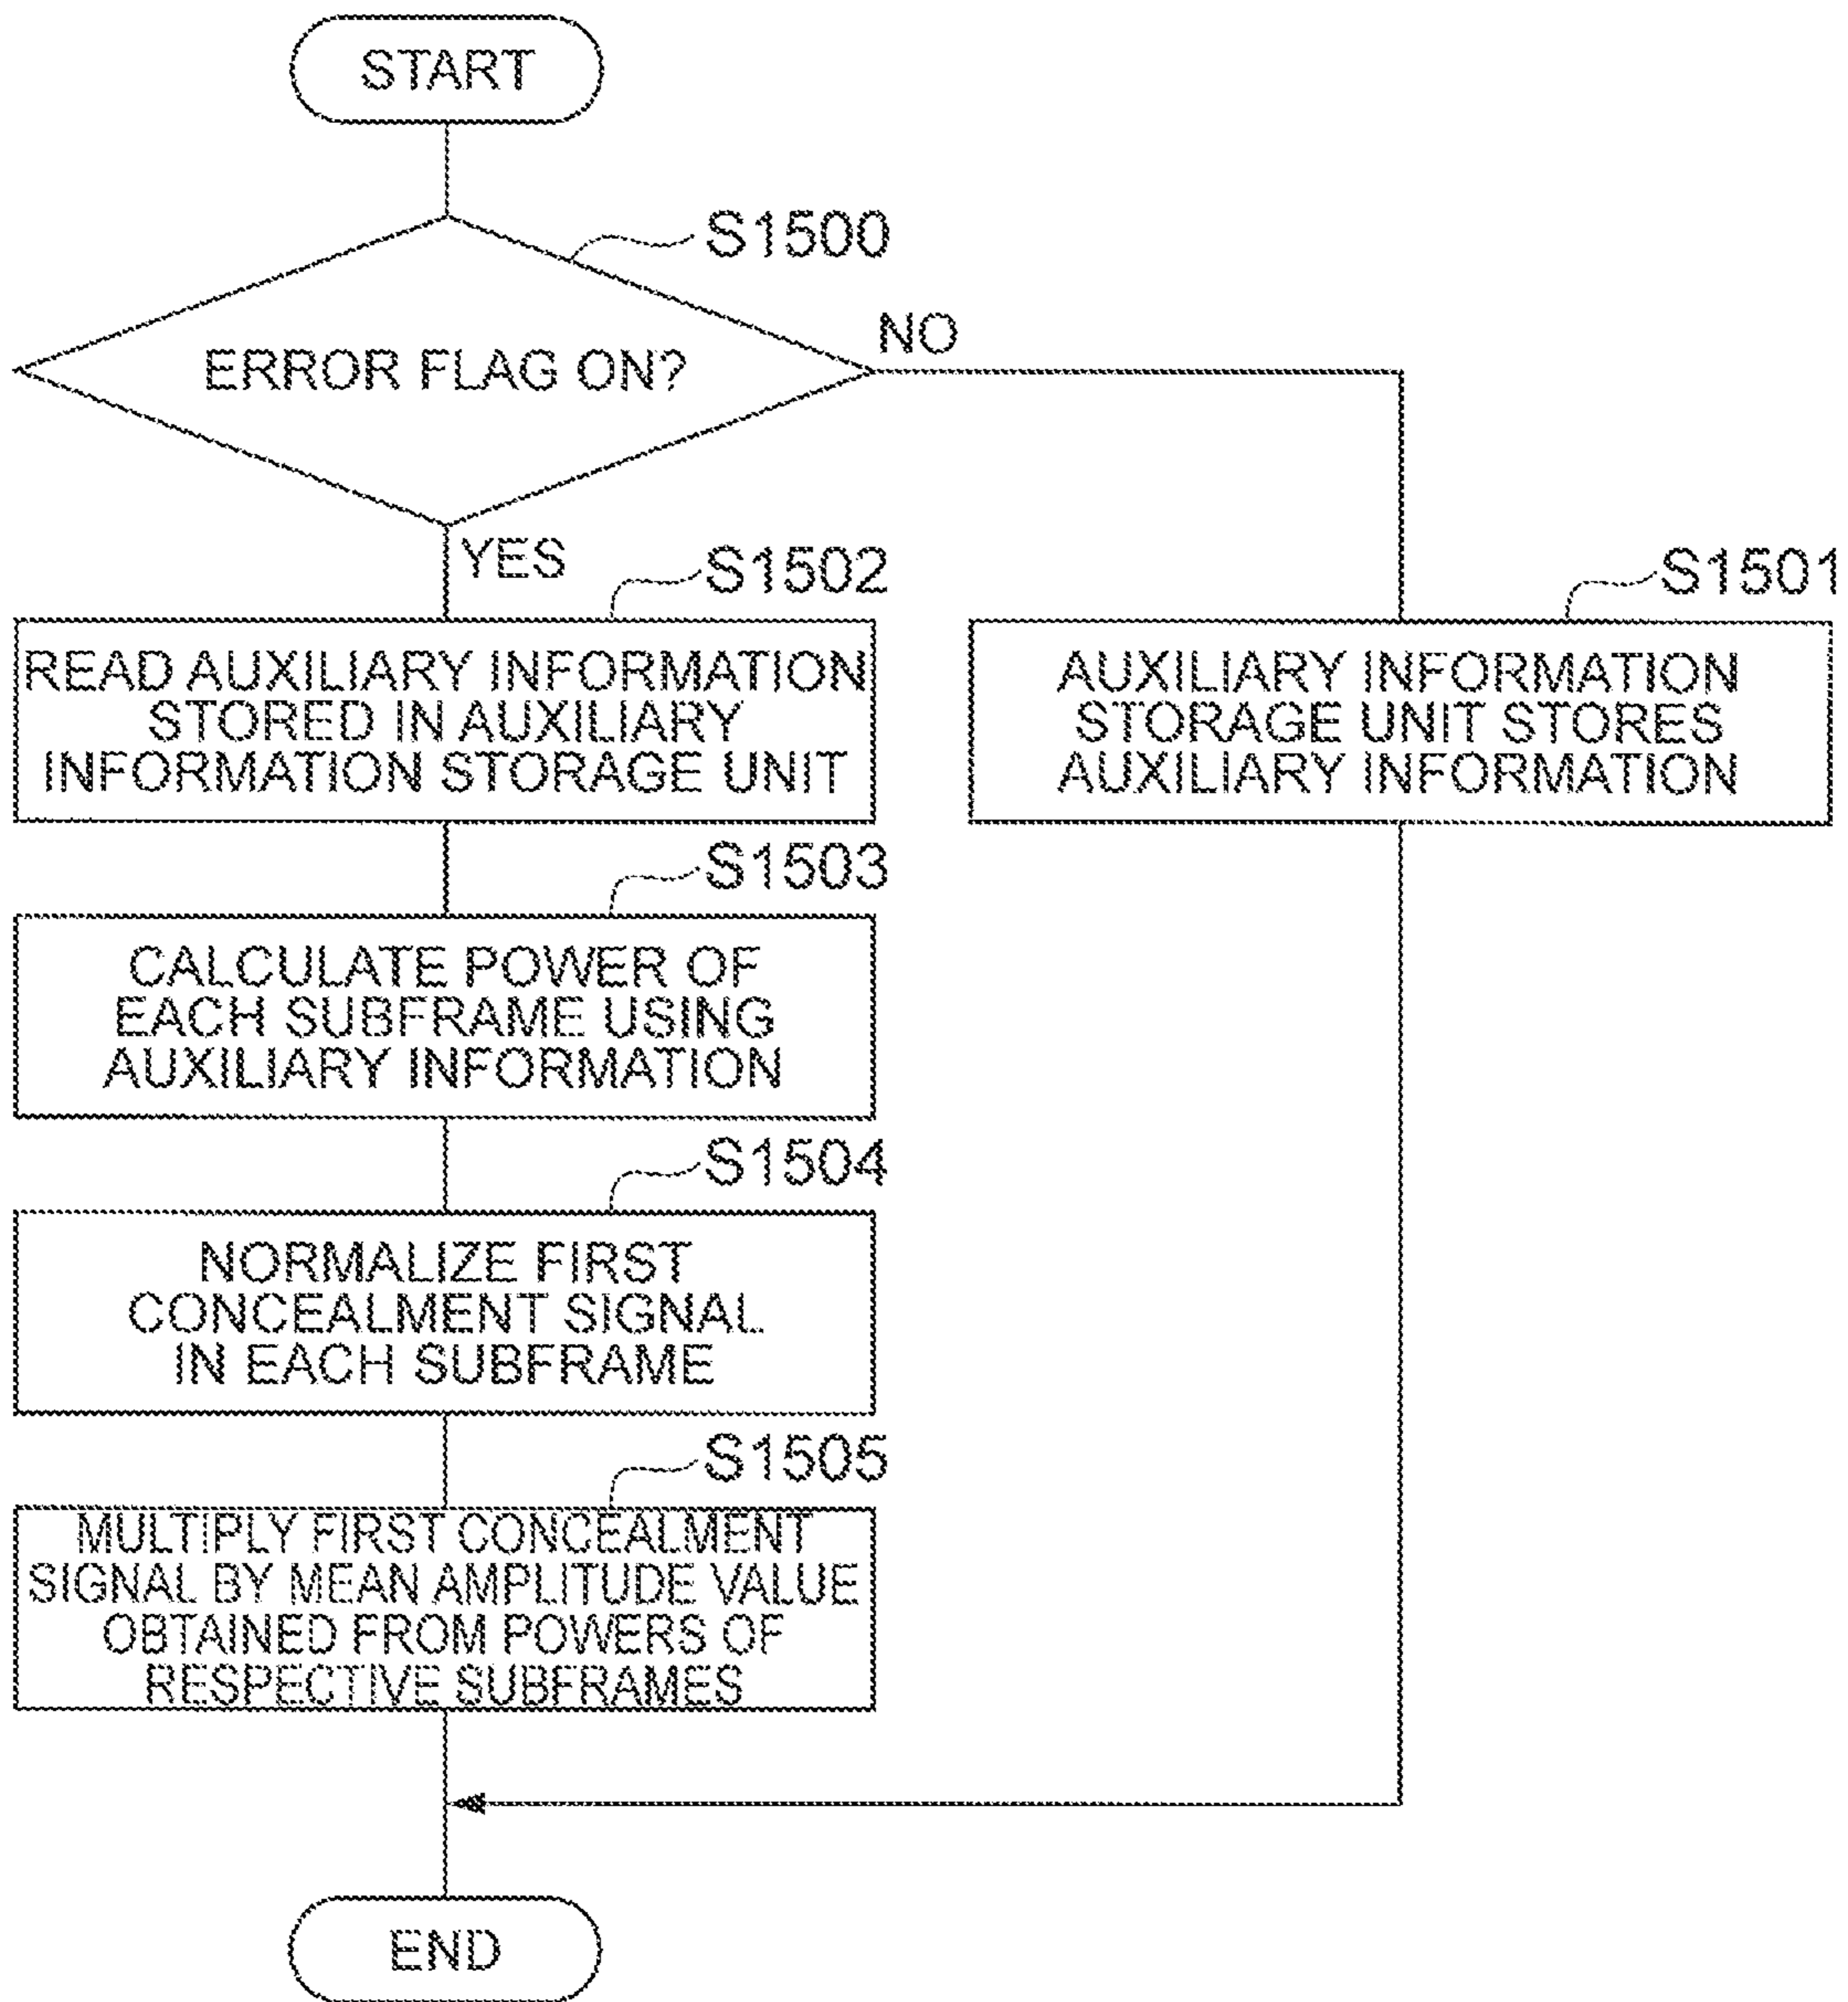 START
S1500
ERROR FLAG ON?
NO
YES
S1502
READ AUXILIARY INFORMATION
STORED IN AUXILIARY
INFORMATION STORAGE UNIT
S1501
AUXILIARY INFORMATION
STORAGE UNIT STORES
AUXILIARY INFORMATION
S1503
CALCULATE POWER OF
EACH SUBFRAME USING
AUXILIARY INFORMATION
S1504
NORMALIZE FIRST
CONCEALMENT SIGNAL
IN EACH SUBFRAME
S1505
MULTIPLY FIRST CONCEALMENT
SIGNAL BY MEAN AMPLITUDE VALUE
OBTAINED FROM POWERS OF
RESPECTIVE SUBFRAMES
END